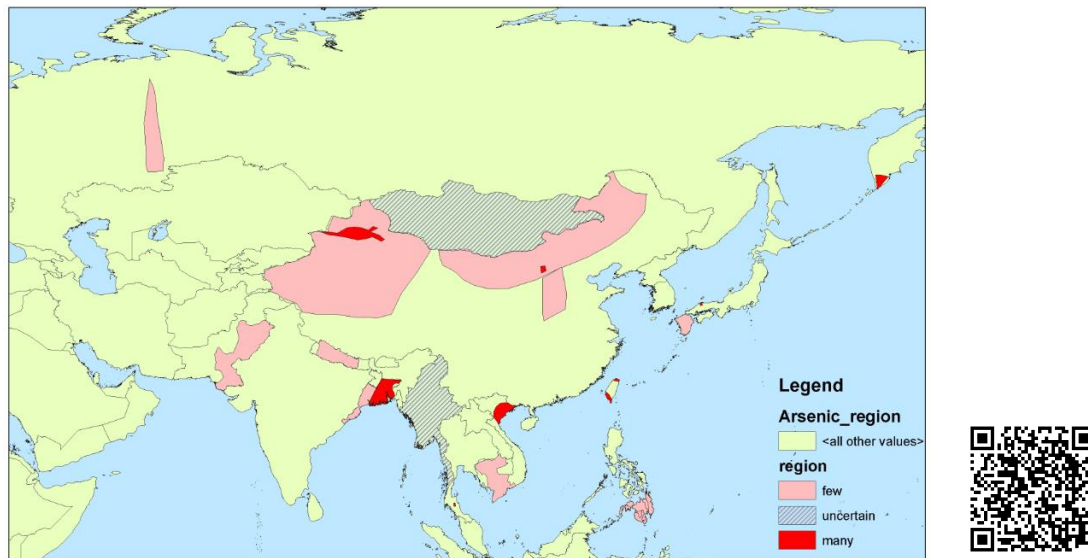 Legend
Arsenic_region
<all other values>
region
few
uncertain
many